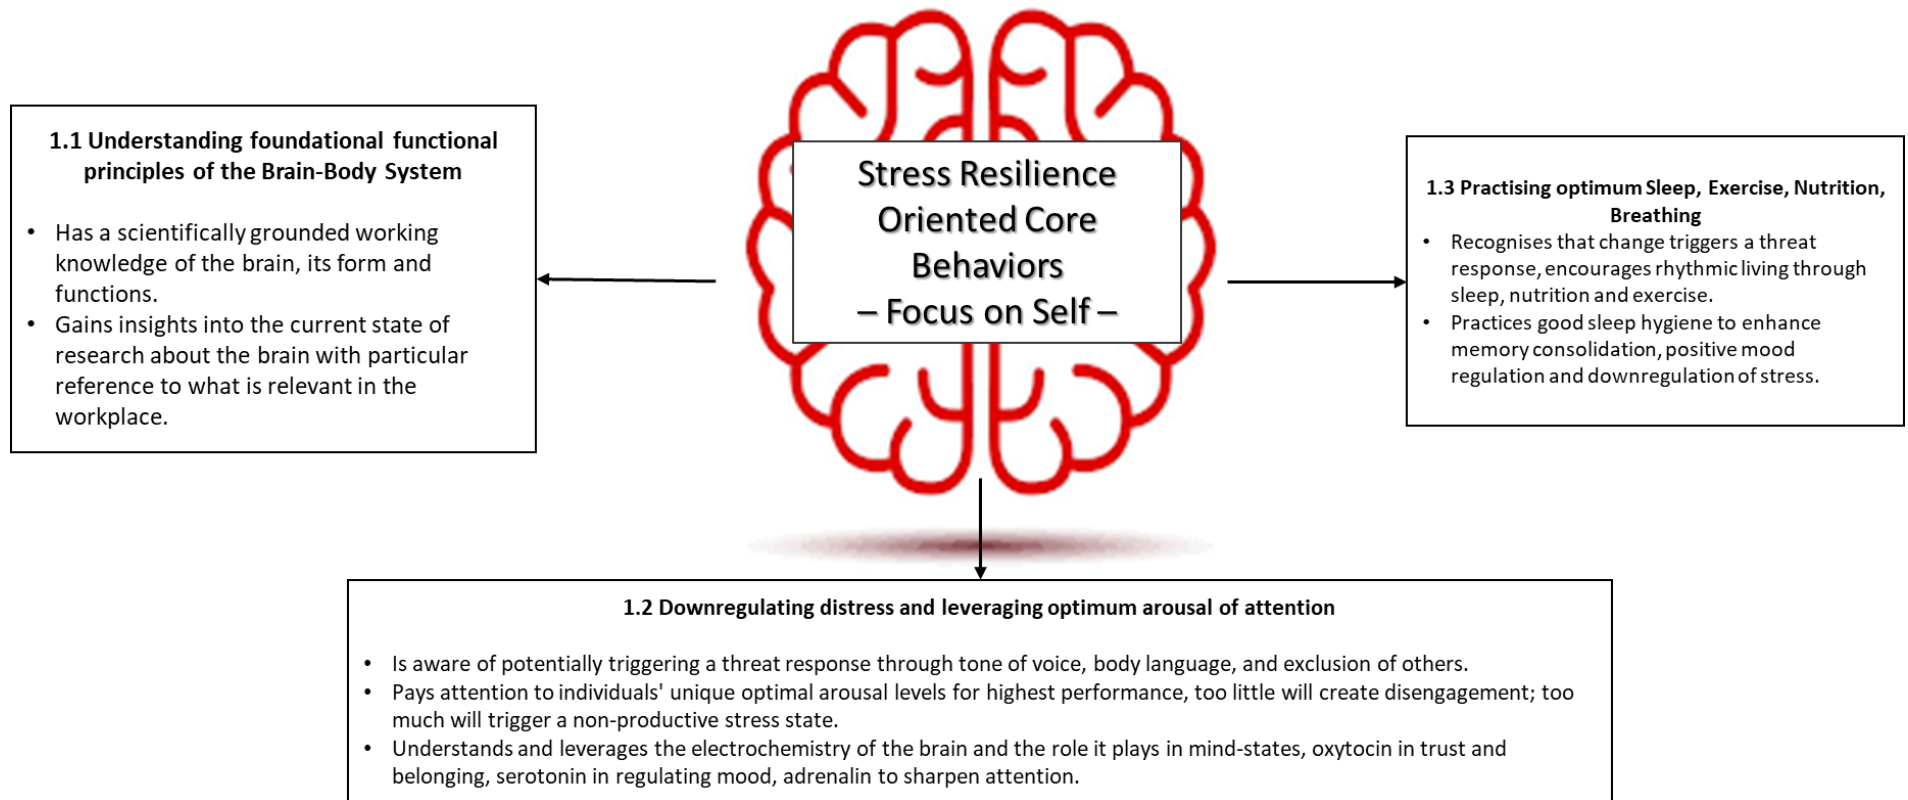 Stress Resilience
Oriented Core
Behaviors
– Focus on Self –
1.1 Understanding foundational functional
principles of the Brain-Body System
• Has a scientifically grounded working
knowledge of the brain, its form and
functions.
• Gains insights into the current state of
research about the brain with particular
reference to what is relevant in the
workplace.
1.3 Practising optimum Sleep, Exercise, Nutrition,
Breathing
• Recognises that change triggers a threat
response, encourages rhythmic living through
sleep, nutrition and exercise.
• Practices good sleep hygiene to enhance
memory consolidation, positive mood
regulation and downregulation of stress.
1.2 Downregulating distress and leveraging optimum arousal of attention
• Is aware of potentially triggering a threat response through tone of voice, body language, and exclusion of others.
• Pays attention to individuals' unique optimal arousal levels for highest performance, too little will create disengagement; too
much will trigger a non-productive stress state.
• Understands and leverages the electrochemistry of the brain and the role it plays in mind-states, oxytocin in trust and
belonging, serotonin in regulating mood, adrenalin to sharpen attention.